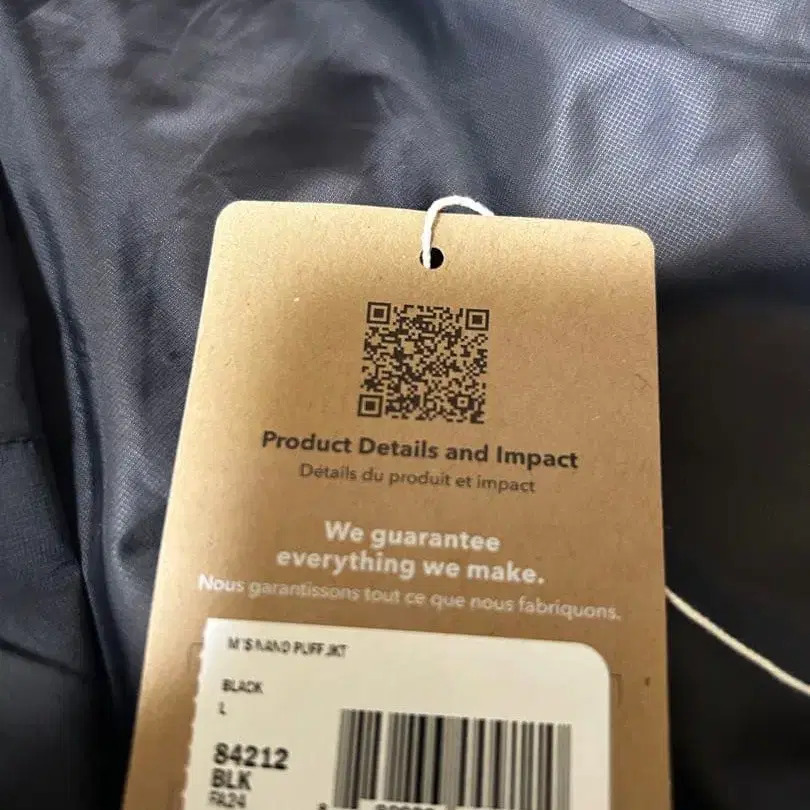 Product Details and Impact
Détails du produit et impact
We guarantee
everything we make.
Nous garantissons tout ce que nous fabriquons.
M'S NANO PUFF JKT
BLACK
L
84212
BLK
FA24